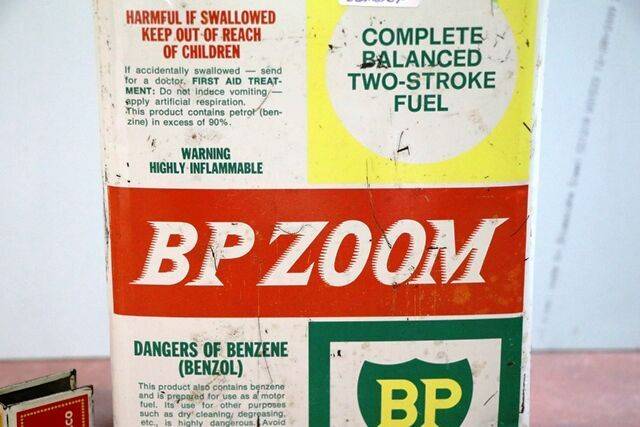 HARMFUL IF SWALLOWED
KEEP OUT OF REACH
OF CHILDREN
If accidentally swallowed — send
for a doctor. FIRST AID TREAT-
MENT: Do not induce vomiting —
apply artificial respiration.
This product contains petrol (ben-
zine) in excess of 90%.
WARNING
HIGHLY INFLAMMABLE
COMPLETE
BALANCED
TWO-STROKE
FUEL
BP ZOOM
DANGERS OF BENZENE
(BENZOL)
This product also contains benzene
and is prepared for use as a motor
fuel. Its use for other purposes
such as dry cleaning, degreasing,
etc., is highly dangerous. Avoid
BP